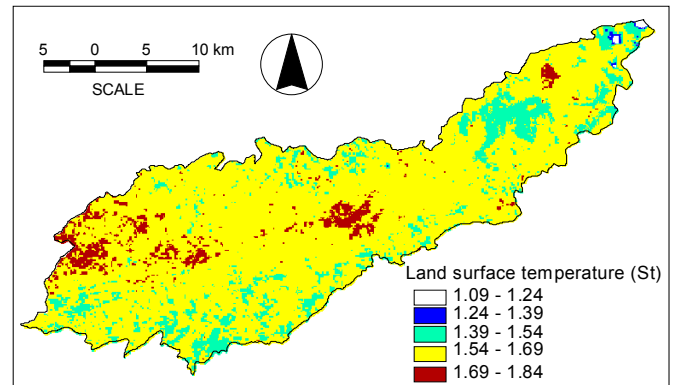 5 0 5 10 km
SCALE
Land surface temperature (St)
1.09 - 1.24
1.24 - 1.39
1.39 - 1.54
1.54 - 1.69
1.69 - 1.84